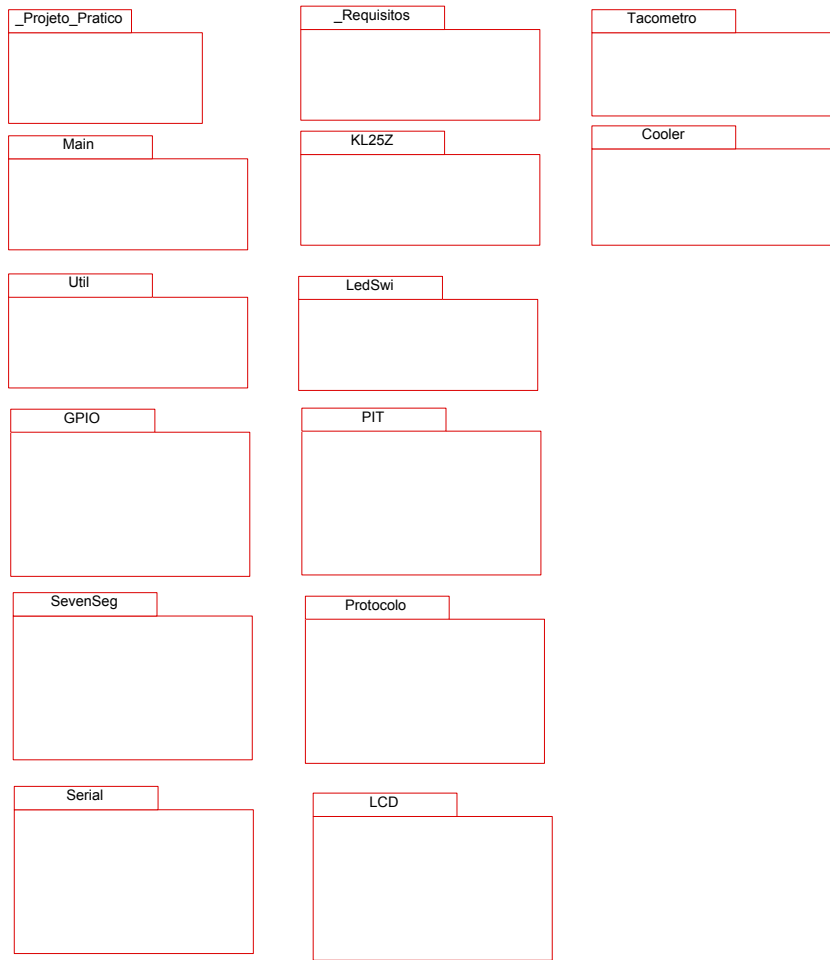 _Projeto_Pratico
_Requisitos
Tacometro
Main
KL25Z
Cooler
Util
LedSwi
GPIO
PIT
SevenSeg
Protocolo
Serial
LCD